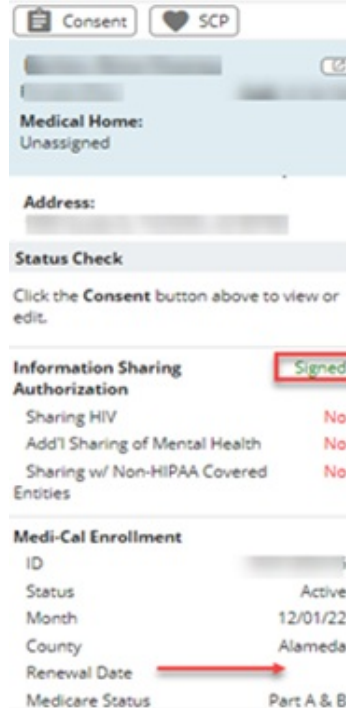 Consent SCP
Medical Home:
Unassigned
Address:
Status Check
Click the Consent button above to view or
edit.
Information Sharing Signed
Authorization
Sharing HIV No
Add'l Sharing of Mental Health No
Sharing w/ Non-HIPAA Covered No
Entities
Medi-Cal Enrollment
ID
Status Active
Month 12/01/22
County Alameda
Renewal Date
Medicare Status Part A & B